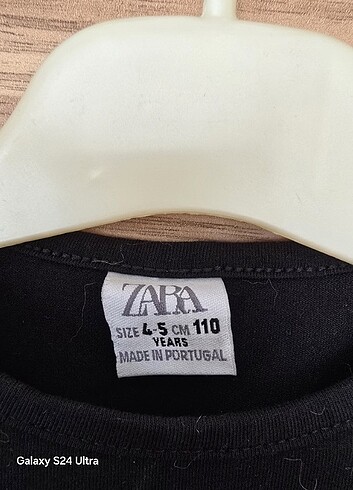 ZARA
SIZE 4-5 CM 110
YEARS
MADE IN PORTUGAL
Galaxy S24 Ultra